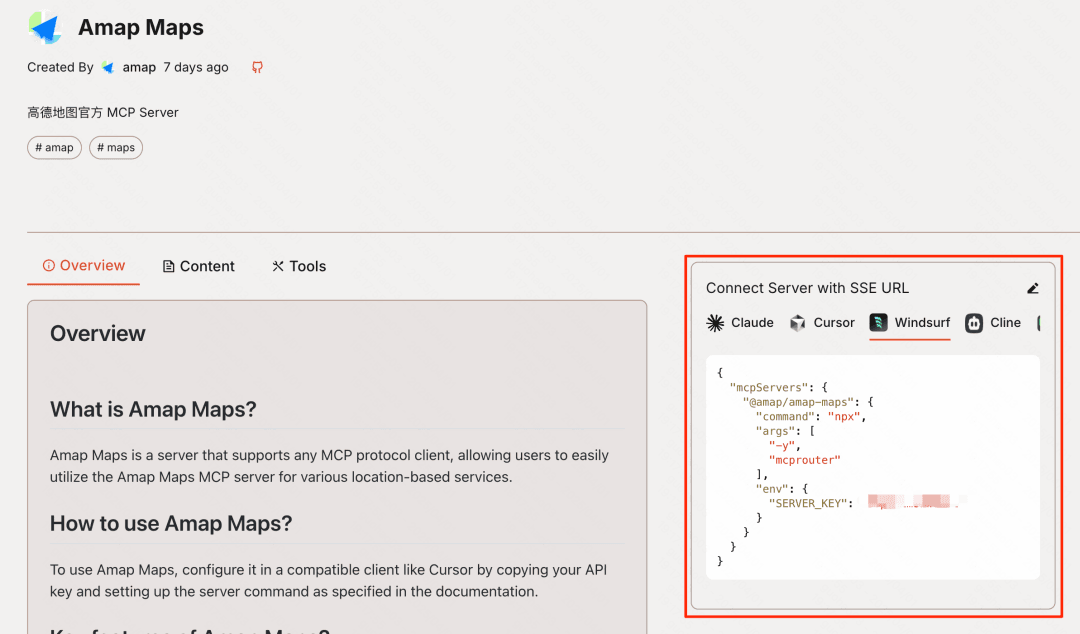 Amap Maps
Created By amap 7 days ago
高德地图官方 MCP Server
# amap # maps
Overview Content Tools
Overview
What is Amap Maps?
Amap Maps is a server that supports any MCP protocol client, allowing users to easily
utilize the Amap Maps MCP server for various location-based services.
How to use Amap Maps?
To use Amap Maps, configure it in a compatible client like Cursor by copying your API
key and setting up the server command as specified in the documentation.
Key features of Amap Maps?
Connect Server with SSE URL
Claude Cursor Windsurf Cline
{
"mcpServers": {
"@amap/amap-maps": {
"command": "npx",
"args": [
"-y",
"mcprouter"
],
"env": {
"SERVER_KEY":
}
}
}
}